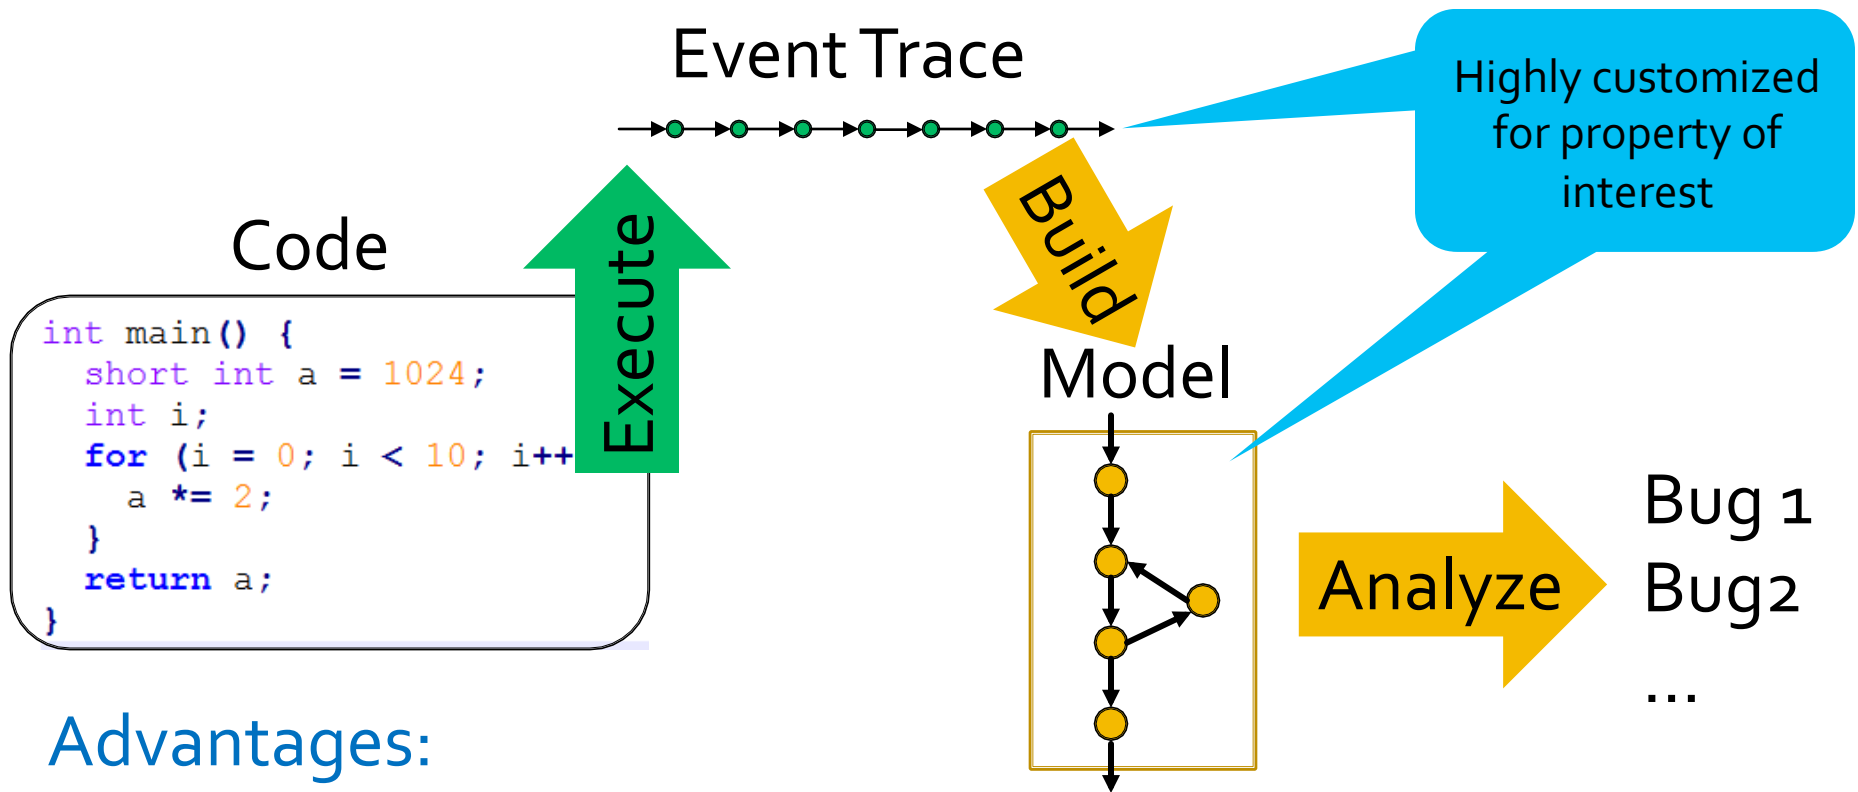 Event Trace
Highly customized
for property of
interest
Code
Execute
Build
int main() {
  short int a = 1024;
  int i;
  for (i = 0; i < 10; i++
    a *= 2;
  }
  return a;
}
Model
Analyze
Bug 1
Bug2
...
Advantages: